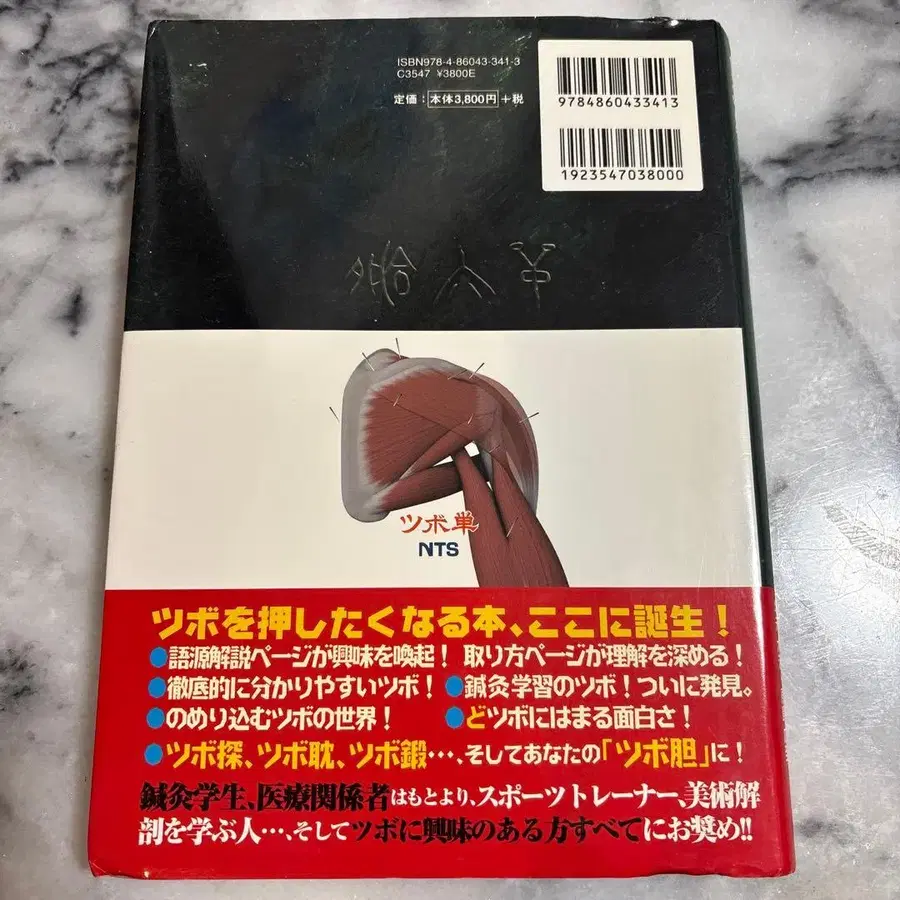 ISBN978-4-86043-341-3
C3547 ¥3800E
定価：本体3,800円＋税
9784860433413
1923547038000
ツボ単
NTS
ツボを押したくなる本、ここに誕生！
●語源解説ページが興味を喚起！ 取り方ページが理解を深める！
●徹底的に分かりやすいツボ！ ●鍼灸学習のツボ！ついに発見。
●のめり込むツボの世界！ ●どツボにはまる面白さ！
●ツボ探、ツボ耽、ツボ鍛…、そしてあなたの「ツボ胆」に！
鍼灸学生、医療関係者はもとより、スポーツトレーナー、美術解
剖を学ぶ人…、そしてツボに興味のある方すべてにお奨め!!